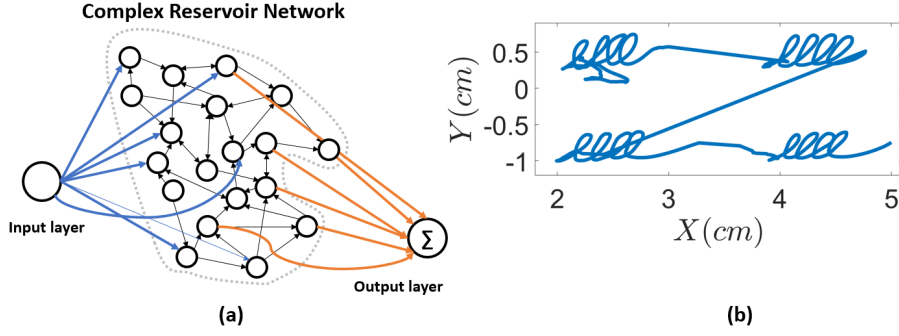 Complex Reservoir Network
Input layer
Σ
Output layer
(a)
Y(cm)
0.5
0
-0.5
-1
2
3
4
5
X(cm)
(b)